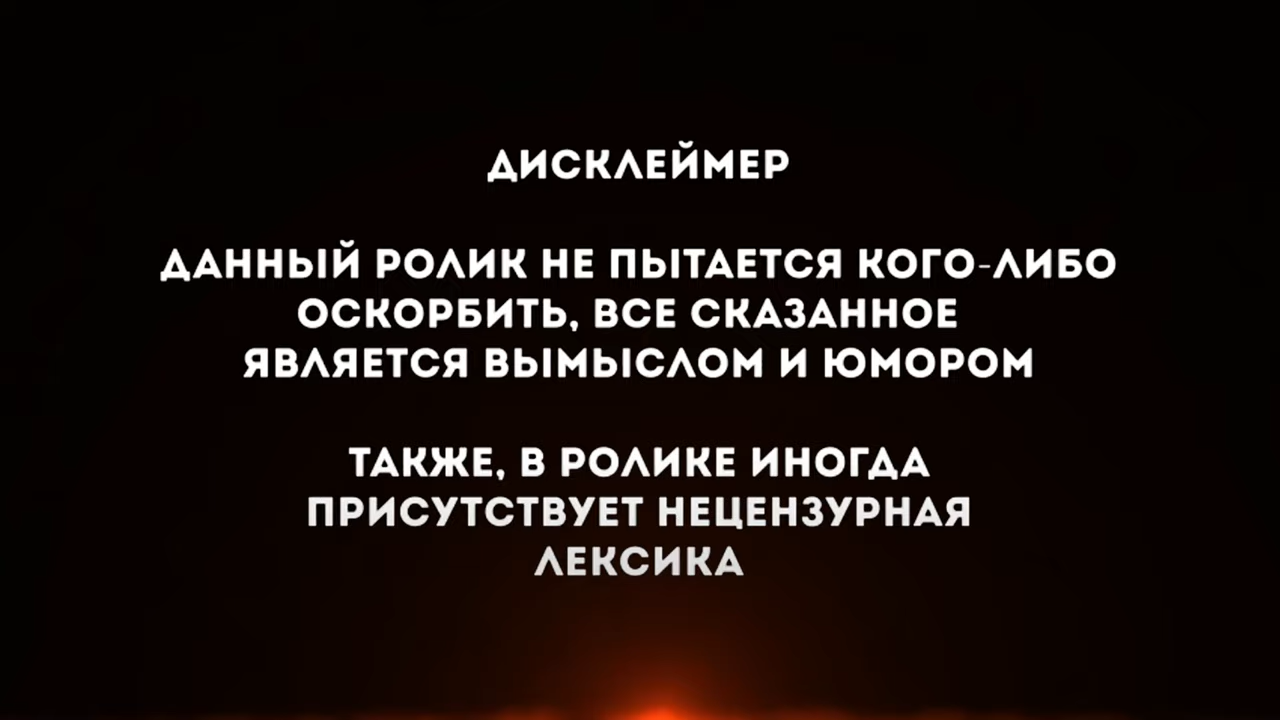 ДИСКЛЕЙМЕР
ДАННЫЙ РОЛИК НЕ ПЫТАЕТСЯ КОГО-ЛИБО
ОСКОРБИТЬ, ВСЕ СКАЗАННОЕ
ЯВЛЯЕТСЯ ВЫМЫСЛОМ И ЮМОРОМ
ТАКЖЕ, В РОЛИКЕ ИНОГДА
ПРИСУТСТВУЕТ НЕЦЕНЗУРНАЯ
ЛЕКСИКА